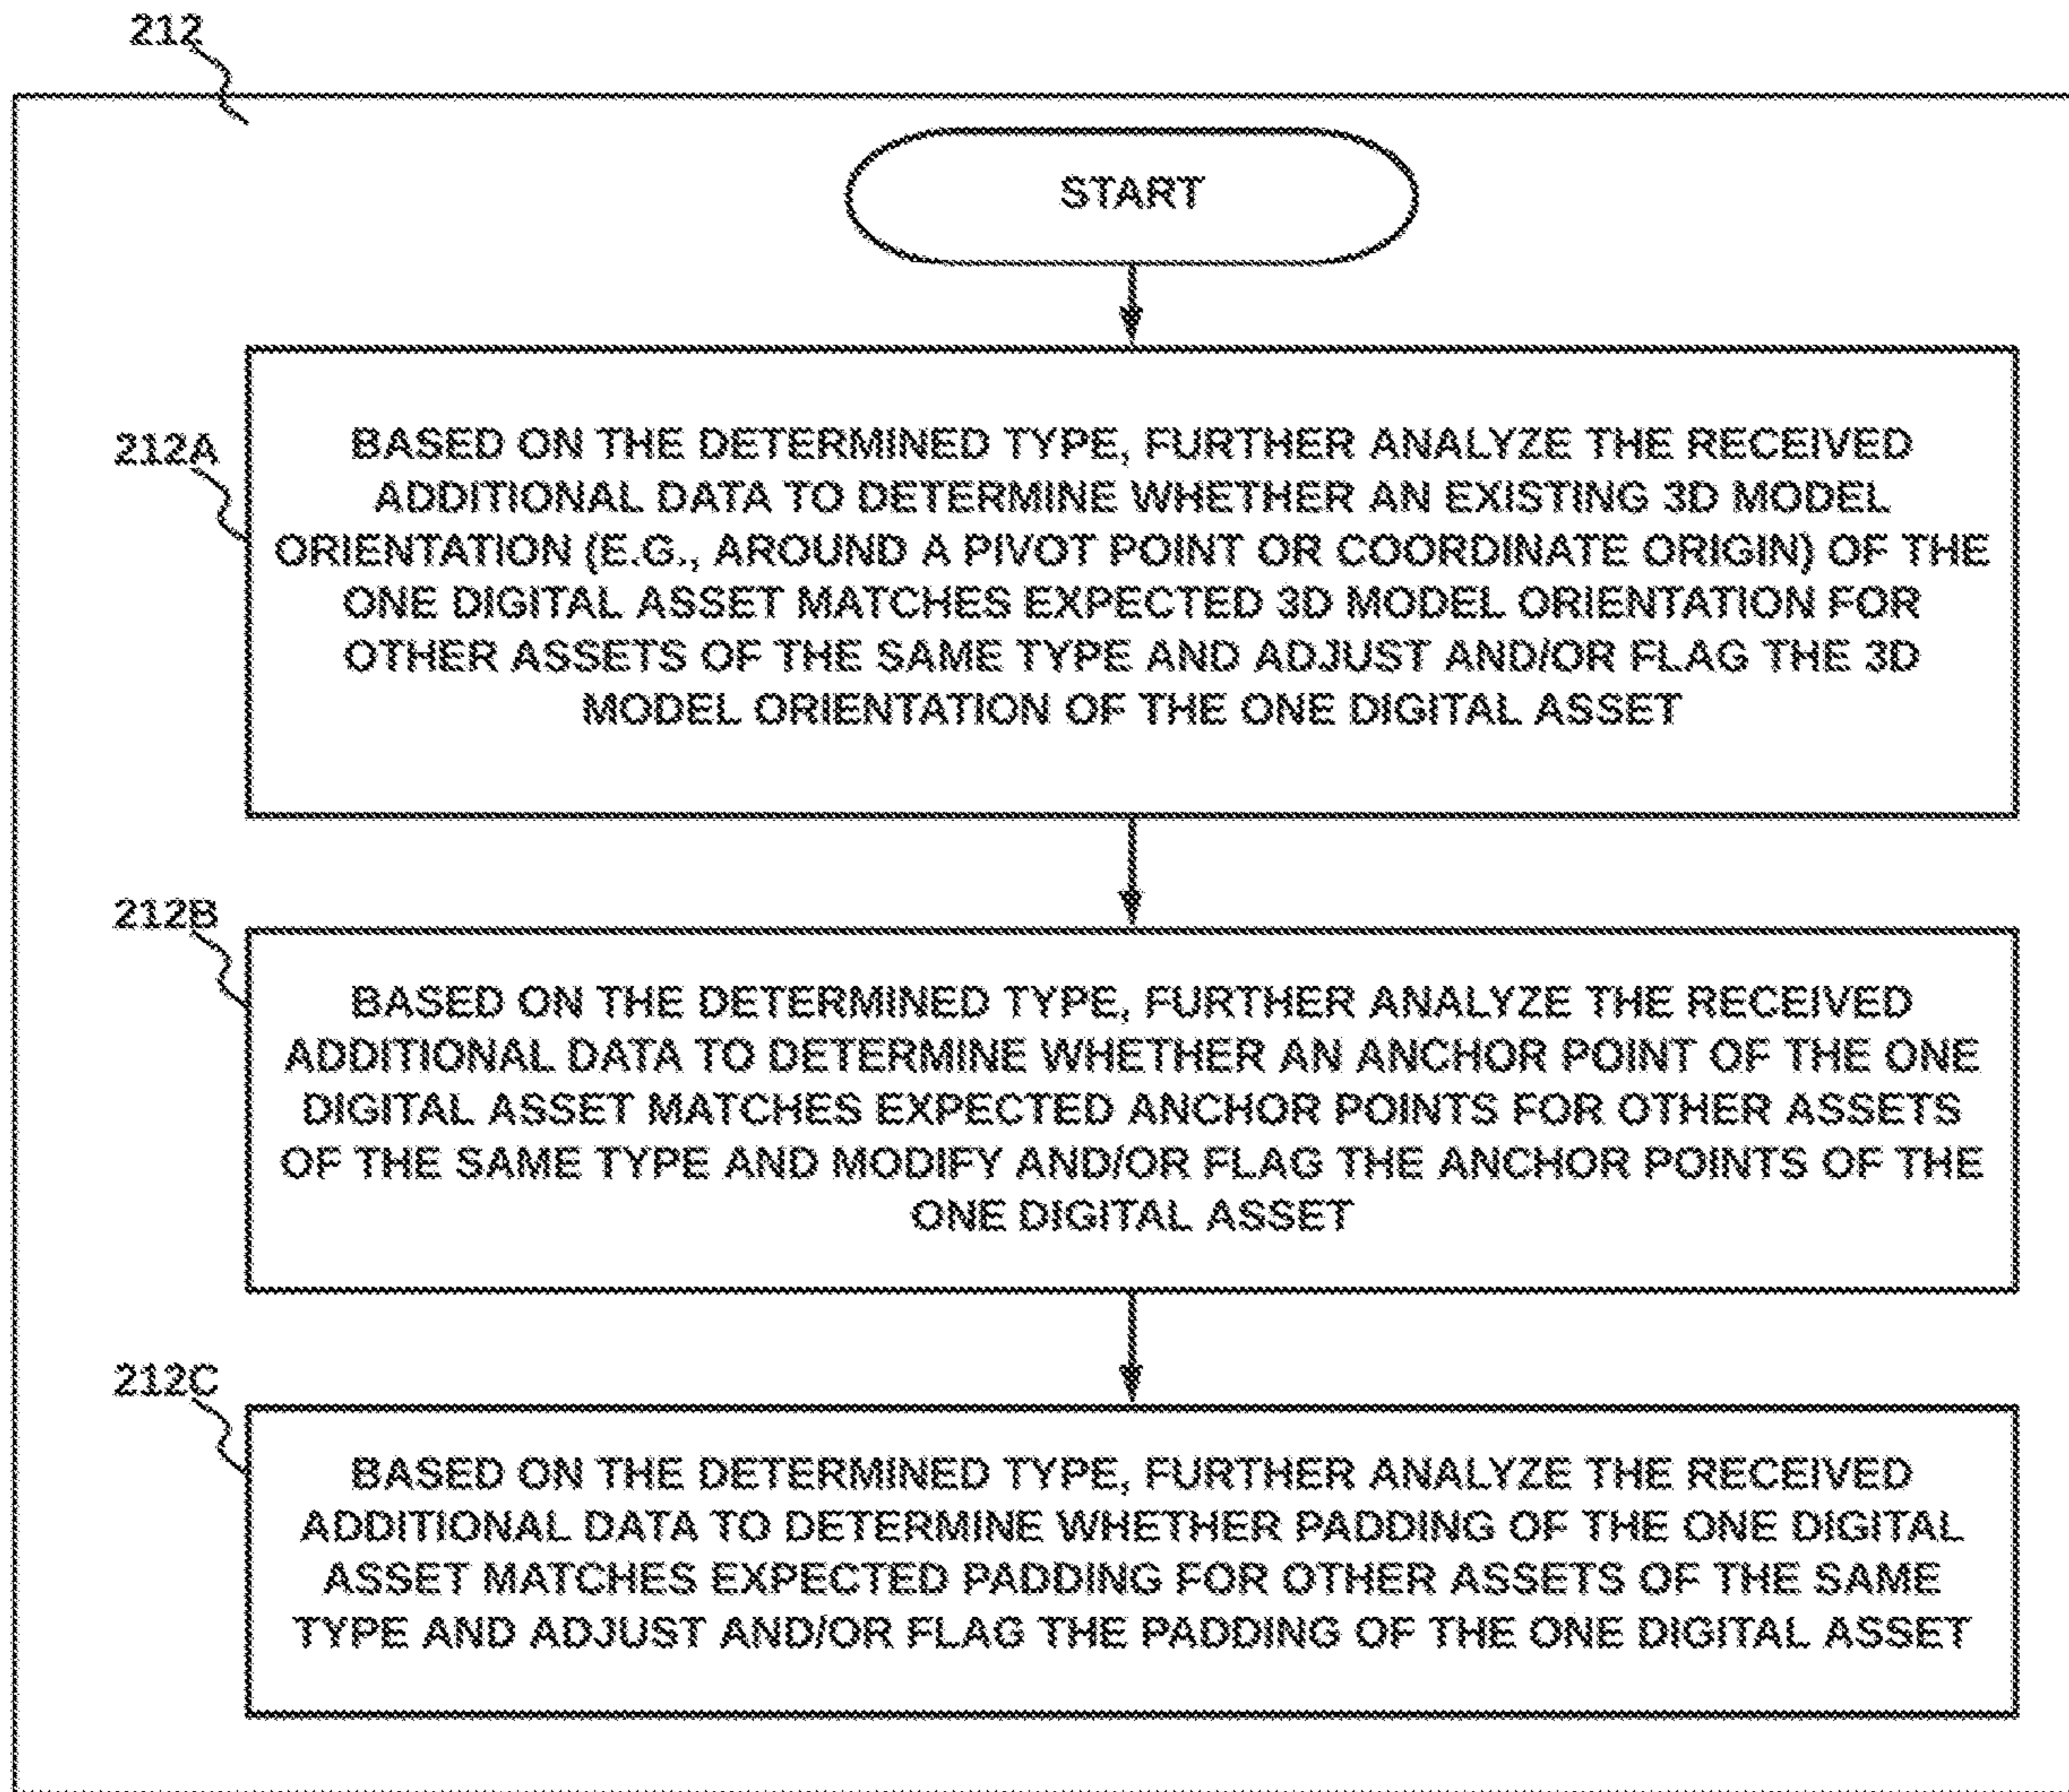 212
START
212A
BASED ON THE DETERMINED TYPE, FURTHER ANALYZE THE RECEIVED
ADDITIONAL DATA TO DETERMINE WHETHER AN EXISTING 3D MODEL
ORIENTATION (E.G., AROUND A PIVOT POINT OR COORDINATE ORIGIN) OF THE
ONE DIGITAL ASSET MATCHES EXPECTED 3D MODEL ORIENTATION FOR
OTHER ASSETS OF THE SAME TYPE AND ADJUST AND/OR FLAG THE 3D
MODEL ORIENTATION OF THE ONE DIGITAL ASSET
212B
BASED ON THE DETERMINED TYPE, FURTHER ANALYZE THE RECEIVED
ADDITIONAL DATA TO DETERMINE WHETHER AN ANCHOR POINT OF THE ONE
DIGITAL ASSET MATCHES EXPECTED ANCHOR POINTS FOR OTHER ASSETS
OF THE SAME TYPE AND MODIFY AND/OR FLAG THE ANCHOR POINTS OF THE
ONE DIGITAL ASSET
212C
BASED ON THE DETERMINED TYPE, FURTHER ANALYZE THE RECEIVED
ADDITIONAL DATA TO DETERMINE WHETHER PADDING OF THE ONE DIGITAL
ASSET MATCHES EXPECTED PADDING FOR OTHER ASSETS OF THE SAME
TYPE AND ADJUST AND/OR FLAG THE PADDING OF THE ONE DIGITAL ASSET